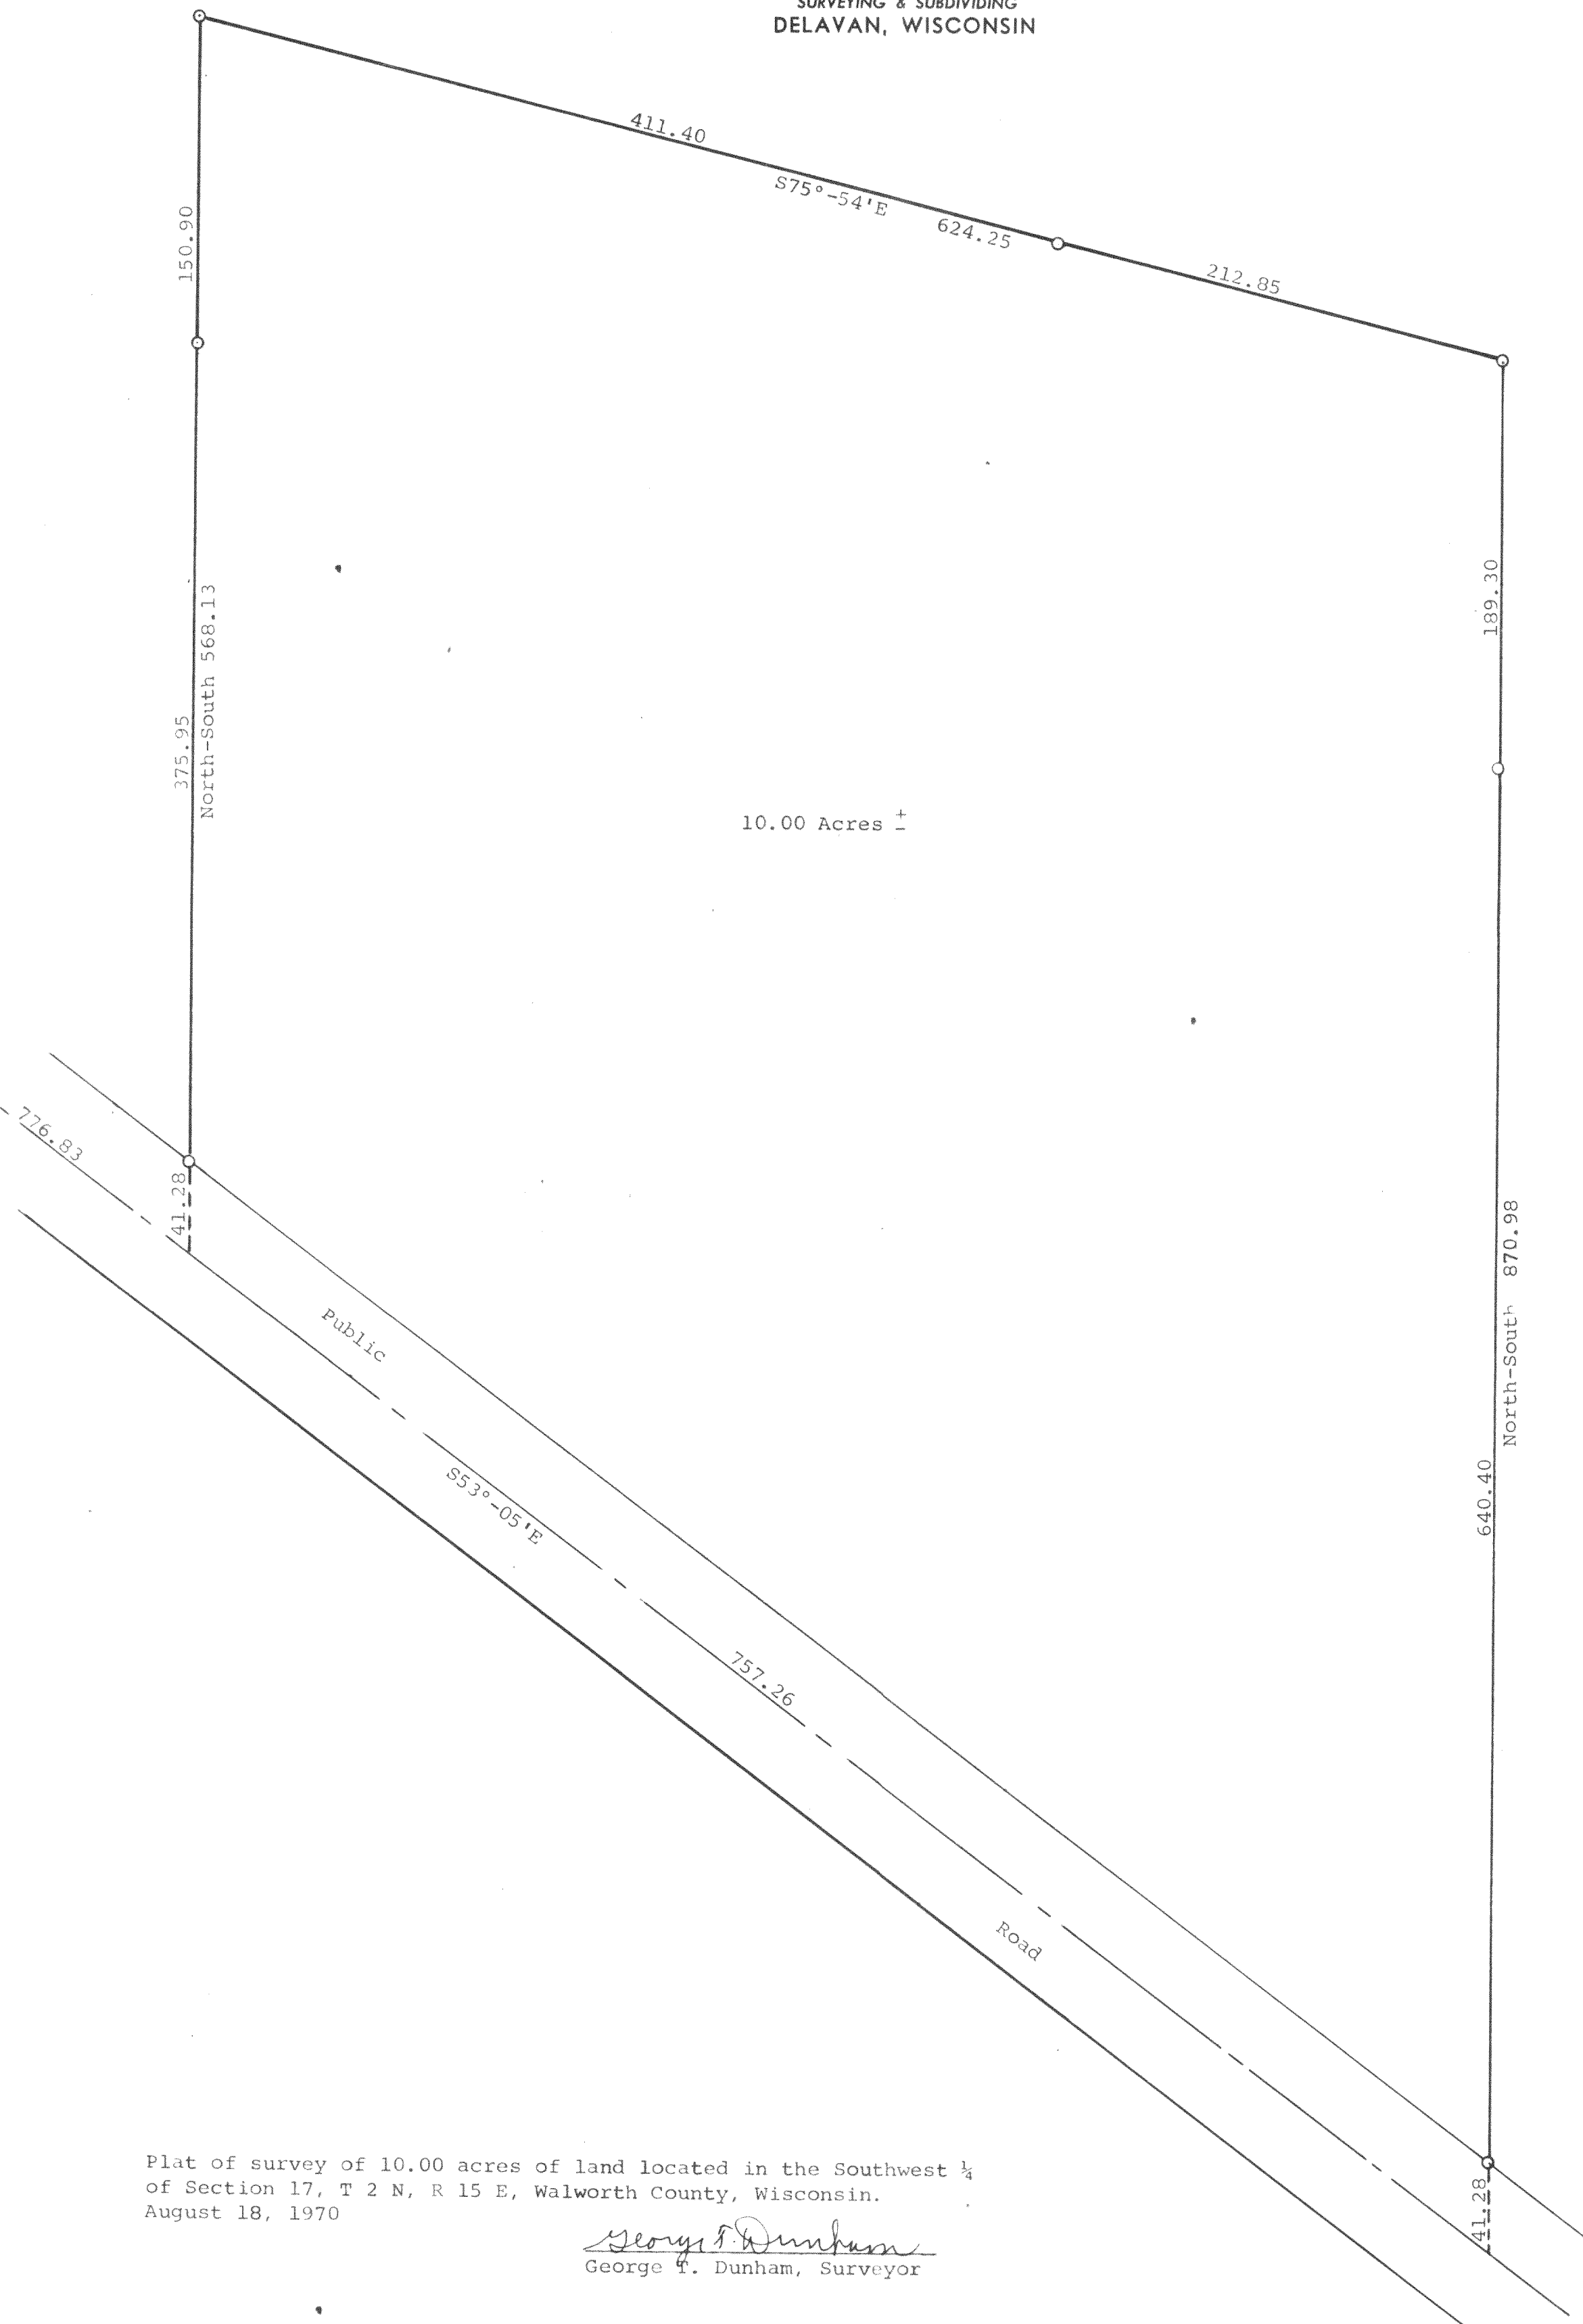 SURVEYING & SUBDIVIDING
DELAVAN, WISCONSIN
411.40
S75°-54'E
624.25
212.85
150.90
189.30
North-South 568.13
375.95
10.00 Acres ±
776.83
41.28
Public
North-South 870.98
S53°-05'E
640.40
757.26
Road
41.28
Plat of survey of 10.00 acres of land located in the Southwest ¼
of Section 17, T 2 N, R 15 E, Walworth County, Wisconsin.
August 18, 1970
George T. Dunham
George T. Dunham, Surveyor